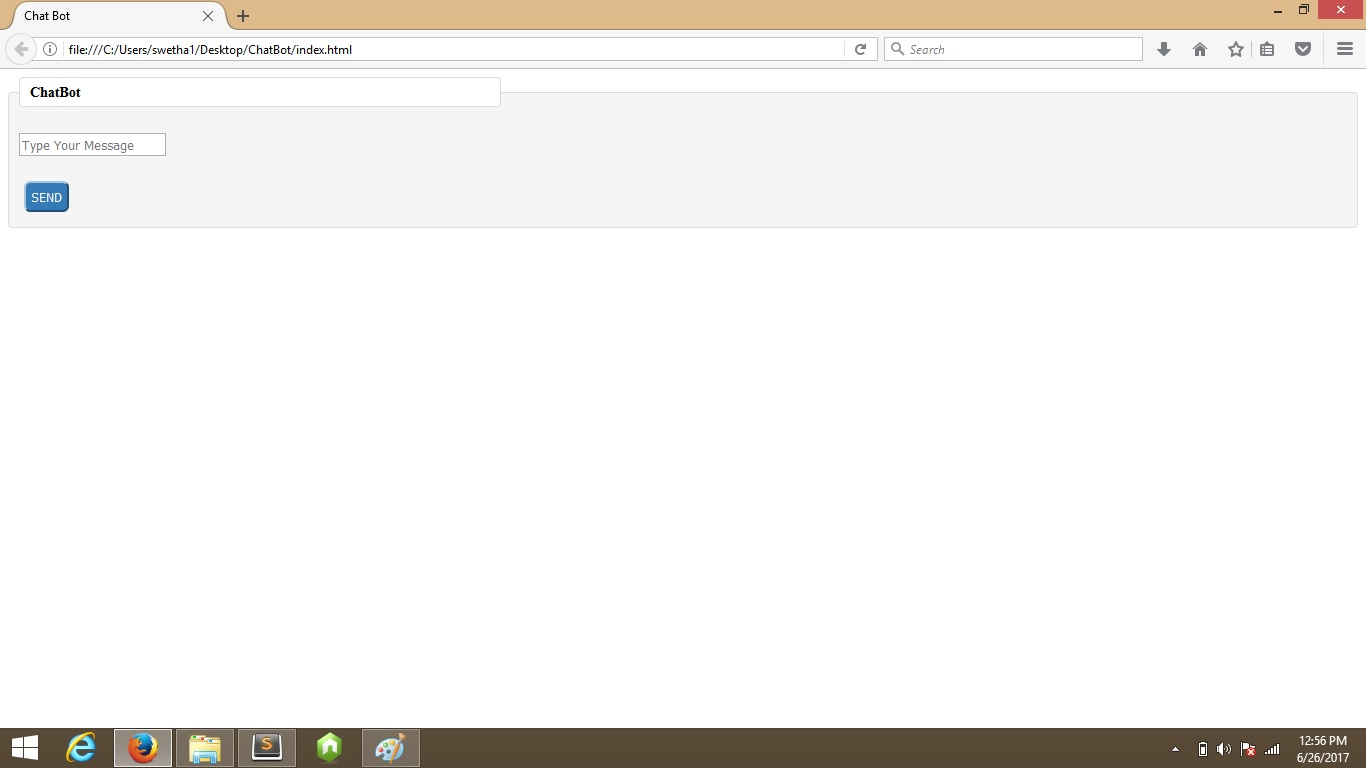 Chat Bot
file:///C:/Users/swetha1/Desktop/ChatBot/index.html
Search
ChatBot
Type Your Message
SEND
12:56 PM
6/26/2017